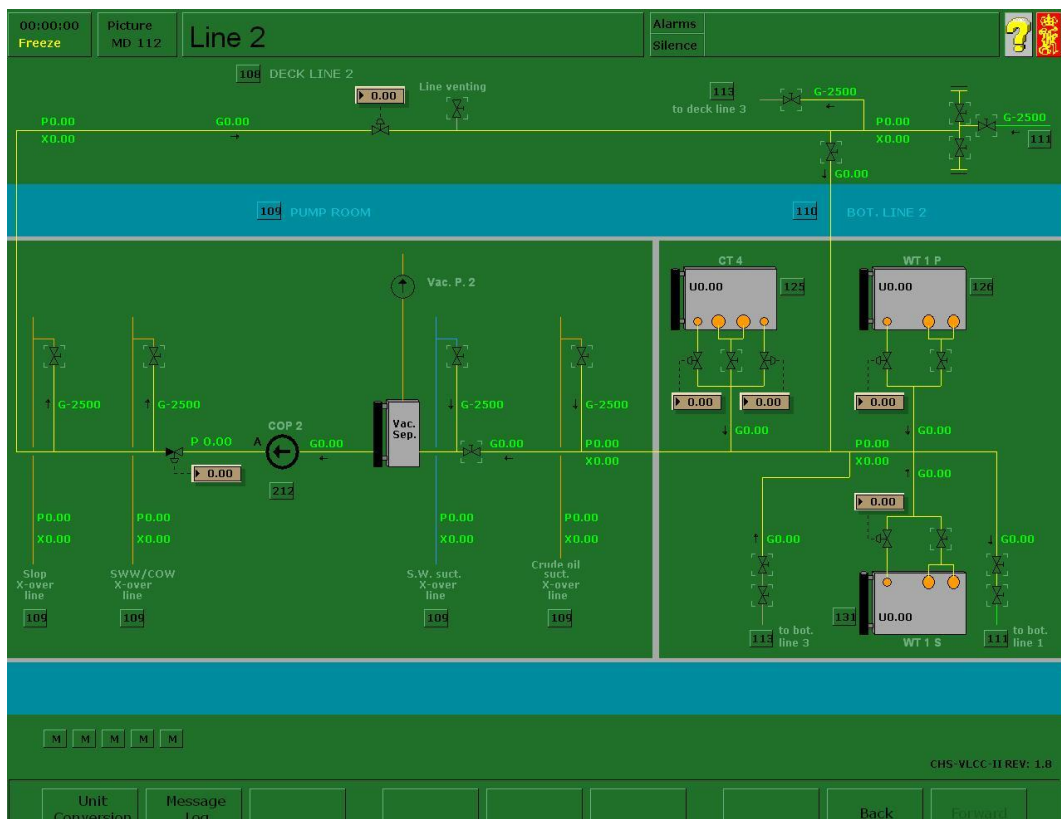 00:00:00
Freeze
Picture
MD 112
Line 2
Alarms
Silence
?
108 DECK LINE 2
0.00
Line venting
113
to deck line 3
G-2500
P0.00
X0.00
G0.00
P0.00
X0.00
G-2500
111
G0.00
109 PUMP ROOM
110 BOT. LINE 2
CT 4
U0.00
125
WT 1 P
U0.00
126
Vac. P. 2
G-2500
G-2500
G-2500
G-2500
0.00
0.00
0.00
COP 2
A
P 0.00
G0.00
Vac.
Sep.
G0.00
P0.00
X0.00
G0.00
P0.00
X0.00
G0.00
0.00
212
G0.00
0.00
P0.00
X0.00
P0.00
X0.00
P0.00
X0.00
P0.00
X0.00
G0.00
G0.00
Slop
X-over
line
109
SWW/COW
X-over
line
109
S.W. suct.
X-over
line
109
Crude oil
suct.
X-over
line
109
131
U0.00
WT 1 S
113
to bot.
line 3
111
to bot.
line 1
M M M M M
CHS-VLCC-II REV: 1.8
Unit
Conversion
Message
Log
Back
Forward